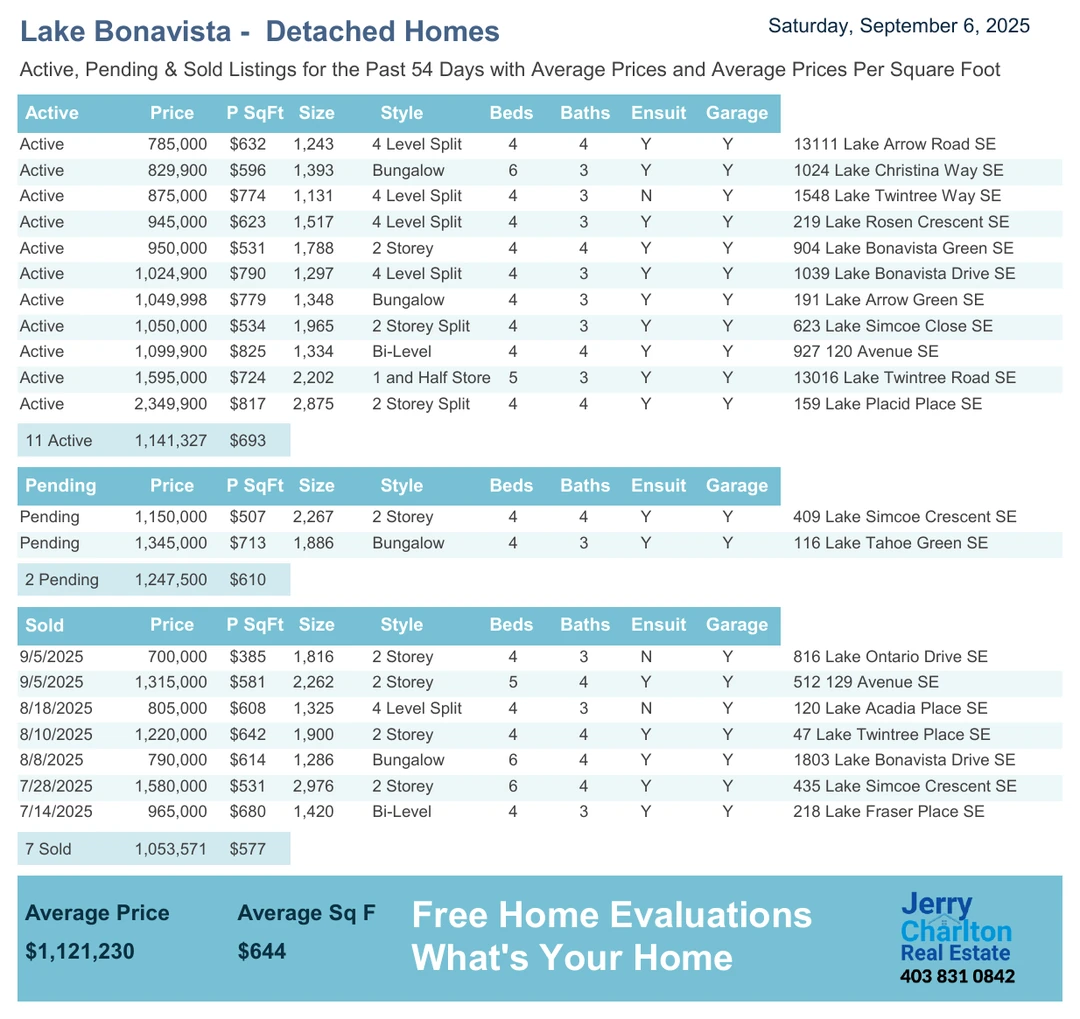 Lake Bonavista -  Detached Homes
Saturday, September 6, 2025
Active, Pending & Sold Listings for the Past 54 Days with Average Prices and Average Prices Per Square Foot
Active Price P SqFt Size Style Beds Baths Ensuit Garage
Active 785,000 $632 1,243 4 Level Split 4 4 Y Y 13111 Lake Arrow Road SE
Active 829,900 $596 1,393 Bungalow 6 3 Y Y 1024 Lake Christina Way SE
Active 875,000 $774 1,131 4 Level Split 4 3 N Y 1548 Lake Twintree Way SE
Active 945,000 $623 1,517 4 Level Split 4 3 Y Y 219 Lake Rosen Crescent SE
Active 950,000 $531 1,788 2 Storey 4 4 Y Y 904 Lake Bonavista Green SE
Active 1,024,900 $790 1,297 4 Level Split 4 3 Y Y 1039 Lake Bonavista Drive SE
Active 1,049,998 $779 1,348 Bungalow 4 3 Y Y 191 Lake Arrow Green SE
Active 1,050,000 $534 1,965 2 Storey Split 4 3 Y Y 623 Lake Simcoe Close SE
Active 1,099,900 $825 1,334 Bi-Level 4 4 Y Y 927 120 Avenue SE
Active 1,595,000 $724 2,202 1 and Half Store 5 3 Y Y 13016 Lake Twintree Road SE
Active 2,349,900 $817 2,875 2 Storey Split 4 4 Y Y 159 Lake Placid Place SE
11 Active 1,141,327 $693
Pending Price P SqFt Size Style Beds Baths Ensuit Garage
Pending 1,150,000 $507 2,267 2 Storey 4 4 Y Y 409 Lake Simcoe Crescent SE
Pending 1,345,000 $713 1,886 Bungalow 4 3 Y Y 116 Lake Tahoe Green SE
2 Pending 1,247,500 $610
Sold Price P SqFt Size Style Beds Baths Ensuit Garage
9/5/2025 700,000 $385 1,816 2 Storey 4 3 N Y 816 Lake Ontario Drive SE
9/5/2025 1,315,000 $581 2,262 2 Storey 5 4 Y Y 512 129 Avenue SE
8/18/2025 805,000 $608 1,325 4 Level Split 4 3 N Y 120 Lake Acadia Place SE
8/10/2025 1,220,000 $642 1,900 2 Storey 4 4 Y Y 47 Lake Twintree Place SE
8/8/2025 790,000 $614 1,286 Bungalow 6 4 Y Y 1803 Lake Bonavista Drive SE
7/28/2025 1,580,000 $531 2,976 2 Storey 6 4 Y Y 435 Lake Simcoe Crescent SE
7/14/2025 965,000 $680 1,420 Bi-Level 4 3 Y Y 218 Lake Fraser Place SE
7 Sold 1,053,571 $577
Average Price Average Sq F
$1,121,230 $644
Free Home Evaluations
What's Your Home
Jerry
Charlton
Real Estate
403 831 0842